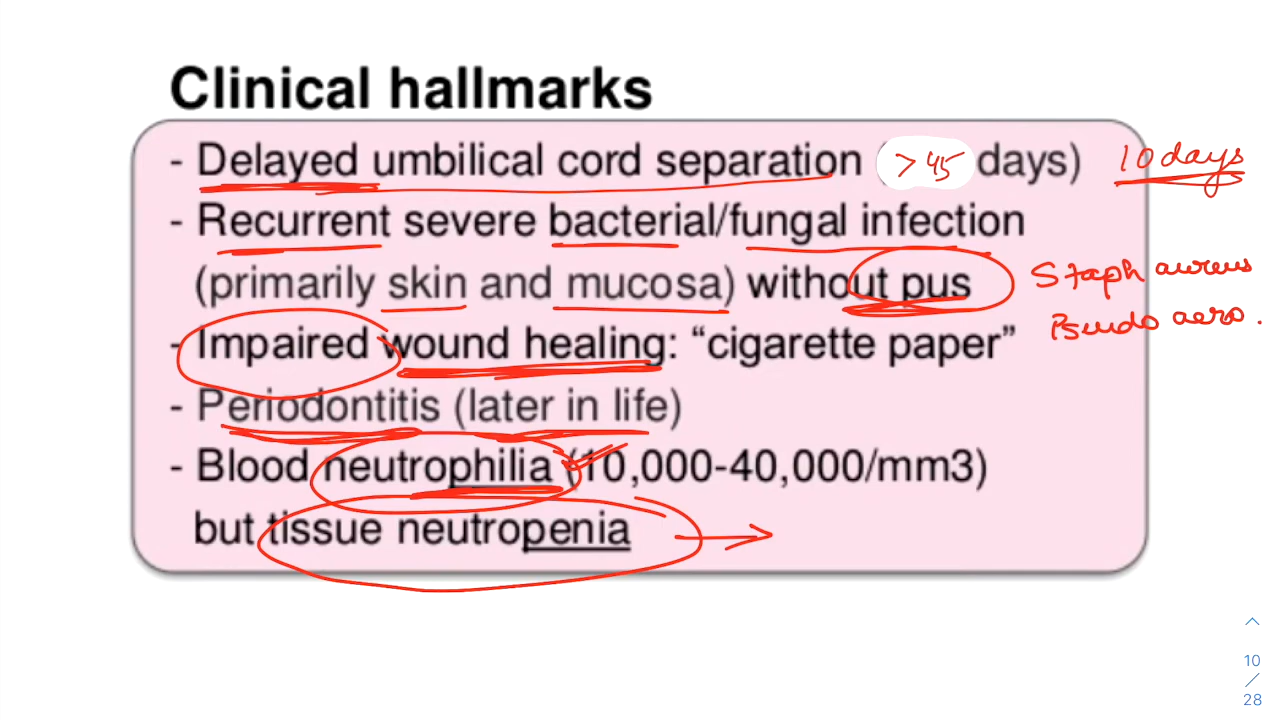 Clinical hallmarks
- Delayed umbilical cord separation (>45 days) 10 days
- Recurrent severe bacterial/fungal infection
(primarily skin and mucosa) without pus Staph aureus
- Impaired wound healing: “cigarette paper” Pseudo aero.
- Periodontitis (later in life)
- Blood neutrophilia (10,000-40,000/mm3)
but tissue neutropenia
10
/
28